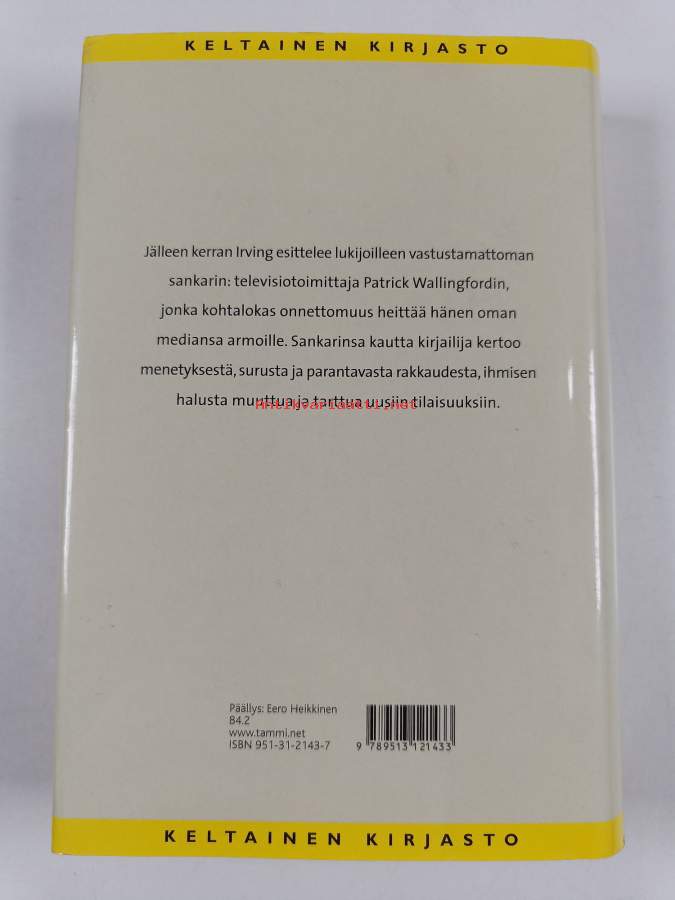 KELTAINEN KIRJASTO
Jälleen kerran Irving esittelee lukijoilleen vastustamattoman
sankarin: televisiotoimittaja Patrick Wallingfordin,
jonka kohtalokas onnettomuus heittää hänen oman
mediansa armoille. Sankarinsa kautta kirjailija kertoo
menetyksestä, surusta ja parantavasta rakkaudesta, ihmisen
halusta muuttua ja tarttua uusiin tilaisuuksiin.
Antikvariaatti.net
Päällys: Eero Heikkinen
84.2
www.tammi.net
ISBN 951-31-2143-7
9 789513 121433
KELTAINEN KIRJASTO